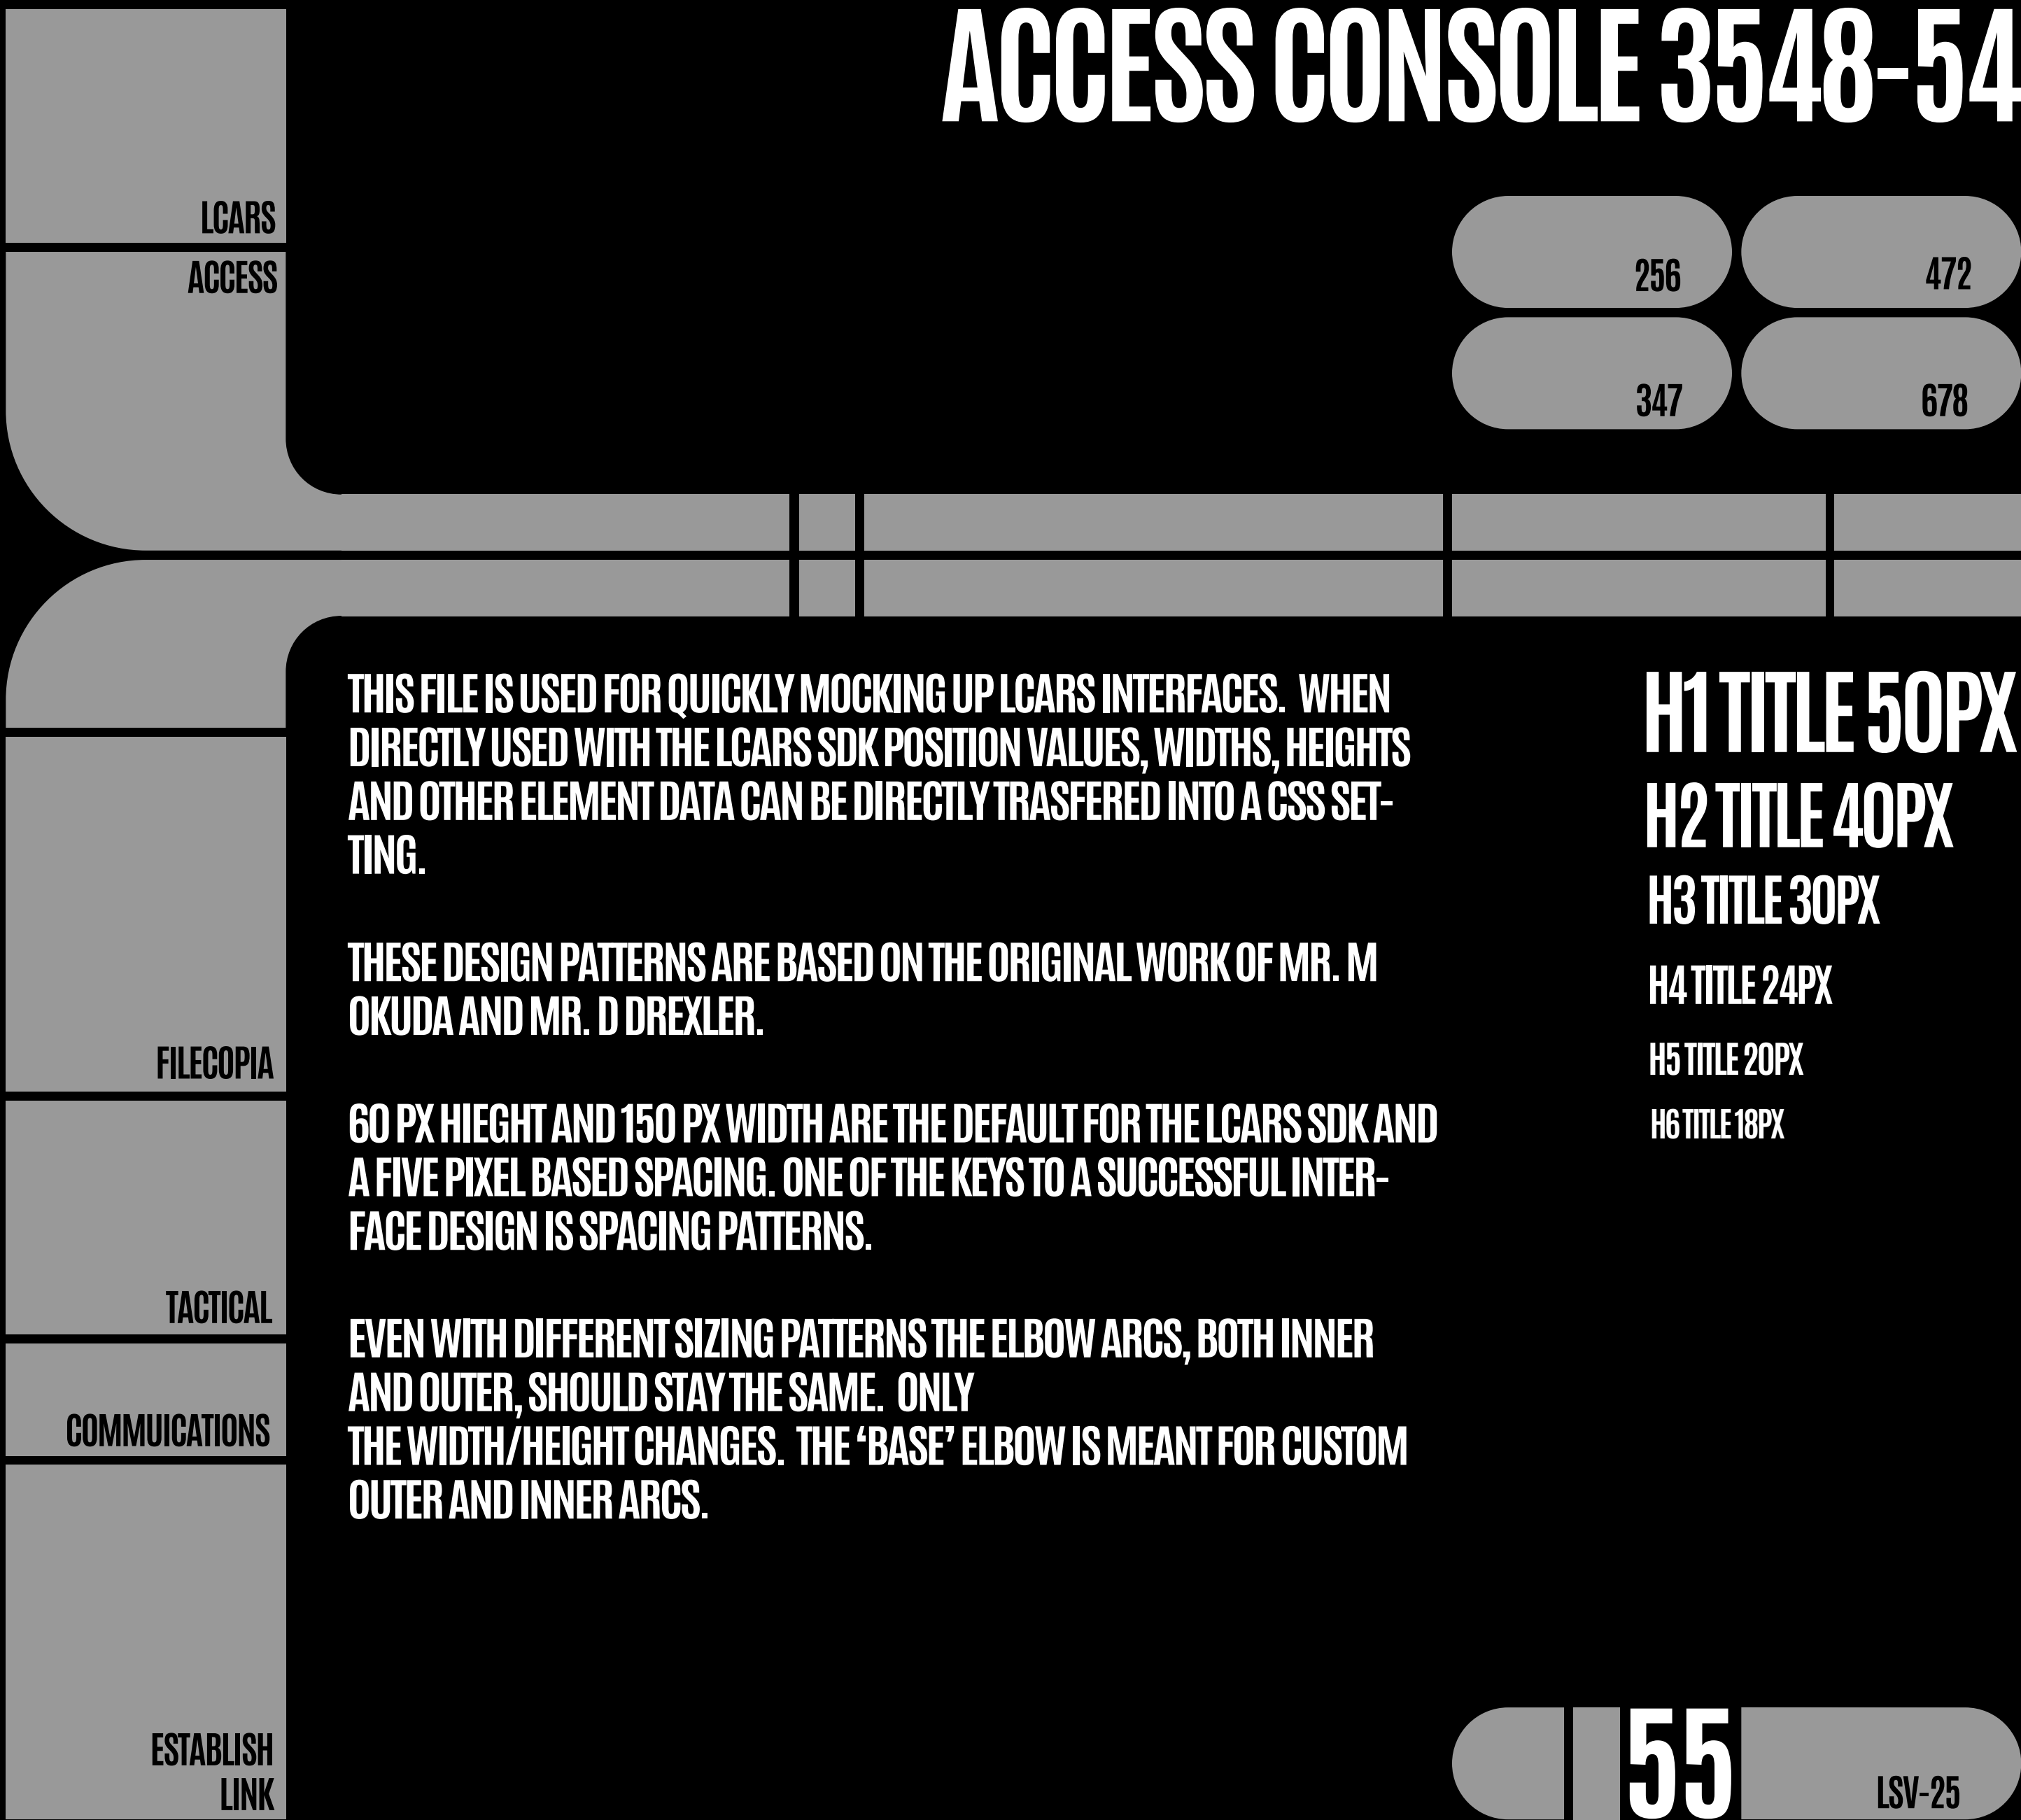 ACCESS CONSOLE 3548-54
LCARS
ACCESS
256
472
347
678
THIS FILE IS USED FOR QUICKLY MOCKING UP LCARS INTERFACES. WHEN
DIRECTLY USED WITH THE LCARS SDK POSITION VALUES, WIDTHS, HEIGHTS
AND OTHER ELEMENT DATA CAN BE DIRECTLY TRASFERED INTO A CSS SET-
TING.
THESE DESIGN PATTERNS ARE BASED ON THE ORIGINAL WORK OF MR. M
OKUDA AND MR. D DREXLER.
60 PX HIEGHT AND 150 PX WIDTH ARE THE DEFAULT FOR THE LCARS SDK AND
A FIVE PIXEL BASED SPACING. ONE OF THE KEYS TO A SUCCESSFUL INTER-
FACE DESIGN IS SPACING PATTERNS.
EVEN WITH DIFFERENT SIZING PATTERNS THE ELBOW ARCS, BOTH INNER
AND OUTER, SHOULD STAY THE SAME. ONLY
THE WIDTH/HEIGHT CHANGES. THE ‘BASE’ ELBOW IS MEANT FOR CUSTOM
OUTER AND INNER ARCS.
H1 TITLE 50PX
H2 TITLE 40PX
H3 TITLE 30PX
H4 TITLE 24PX
H5 TITLE 20PX
H6 TITLE 18PX
FILECOPIA
TACTICAL
COMMUICATIONS
ESTABLISH
LINK
55
LSV-25